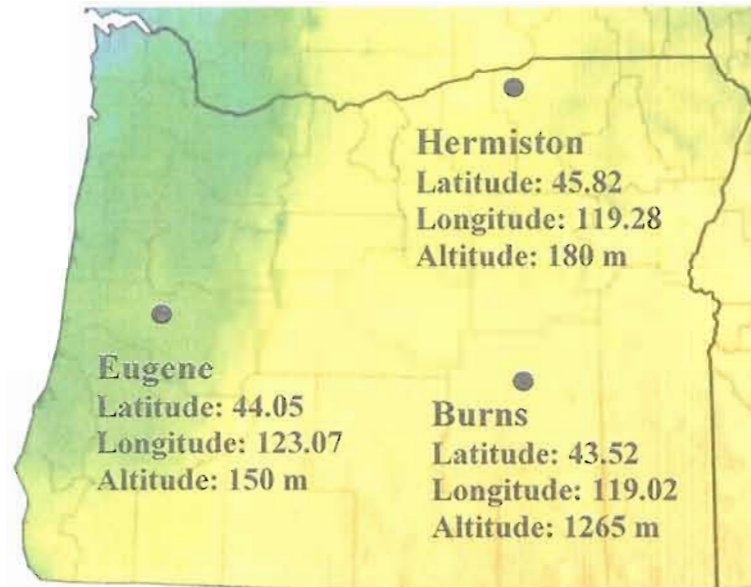 Hermiston
Latitude: 45.82
Longitude: 119.28
Altitude: 180 m
Eugene
Latitude: 44.05
Longitude: 123.07
Altitude: 150 m
Burns
Latitude: 43.52
Longitude: 119.02
Altitude: 1265 m